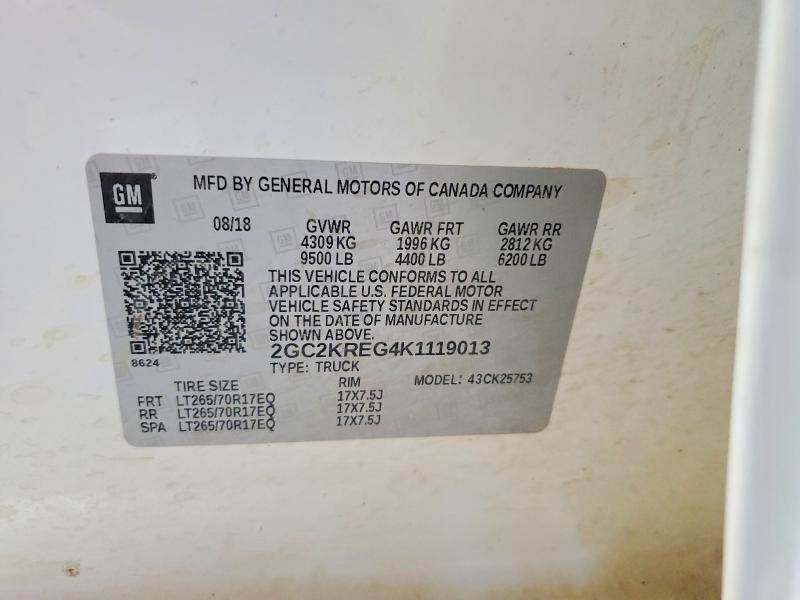 GM
MFD BY GENERAL MOTORS OF CANADA COMPANY
08/18 GVWR GAWR FRT GAWR RR
4309 KG 1996 KG 2812 KG
9500 LB 4400 LB 6200 LB
THIS VEHICLE CONFORMS TO ALL
APPLICABLE U.S. FEDERAL MOTOR
VEHICLE SAFETY STANDARDS IN EFFECT
ON THE DATE OF MANUFACTURE
SHOWN ABOVE.
8624
2GC2KREG4K1119013
TYPE: TRUCK MODEL: 43CK25753
TIRE SIZE RIM
FRT LT265/70R17EQ 17X7.5J
RR LT265/70R17EQ 17X7.5J
SPA LT265/70R17EQ 17X7.5J